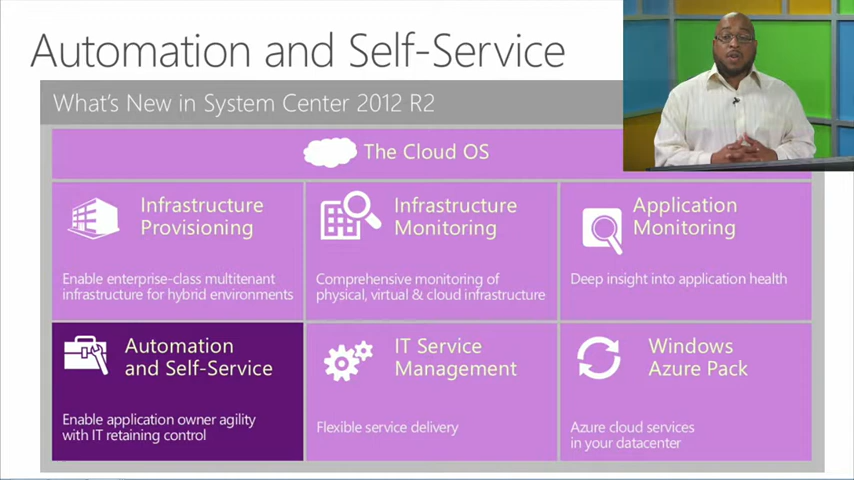 Automation and Self-Service
What's New in System Center 2012 R2
The Cloud OS
Infrastructure
Provisioning
Enable enterprise-class multitenant
infrastructure for hybrid environments
Infrastructure
Monitoring
Comprehensive monitoring of
physical, virtual & cloud infrastructure
Application
Monitoring
Deep insight into application health
Automation
and Self-Service
Enable application owner agility
with IT retaining control
IT Service
Management
Flexible service delivery
Windows
Azure Pack
Azure cloud services
in your datacenter